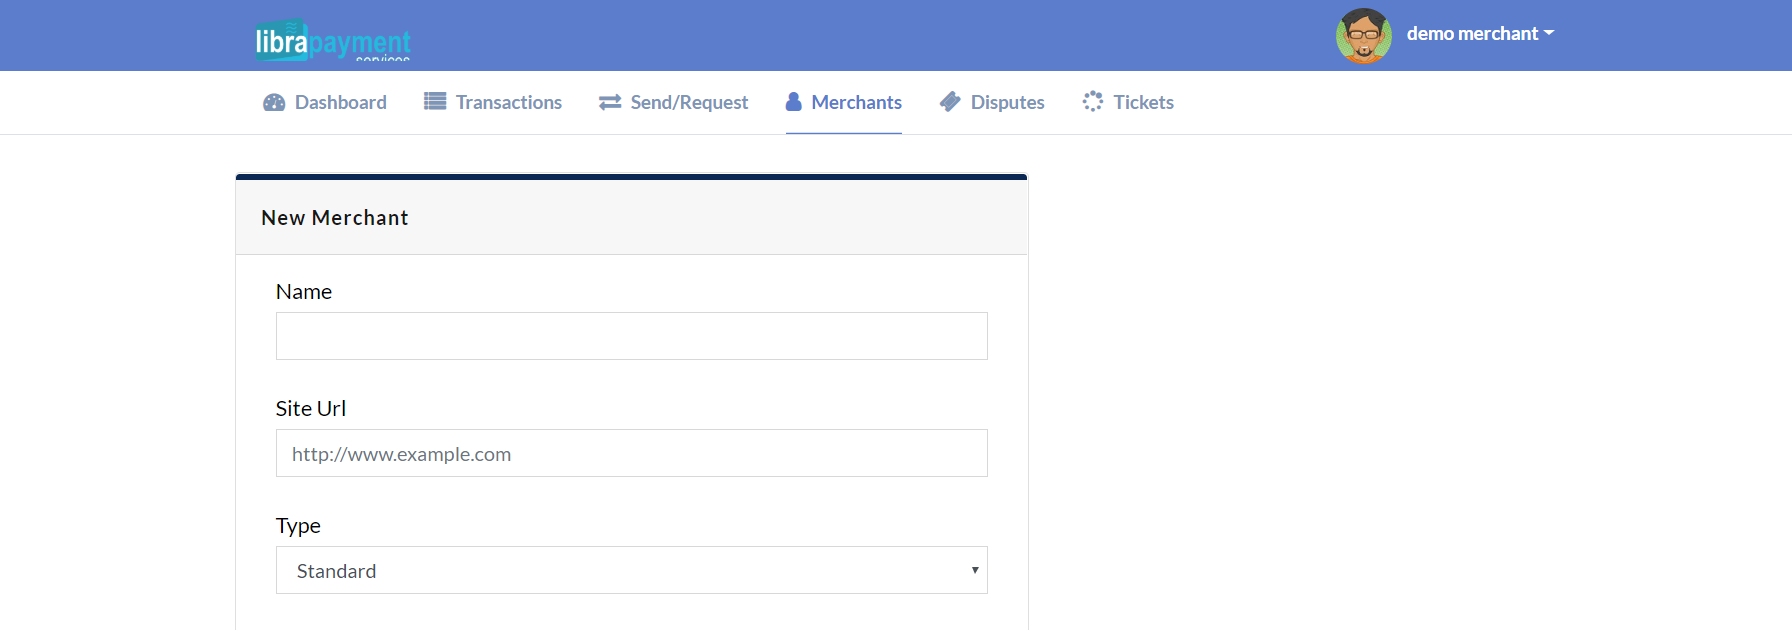 librapayment
services
demo merchant
Dashboard Transactions Send/Request Merchants Disputes Tickets
New Merchant
Name
Site Url
http://www.example.com
Type
Standard